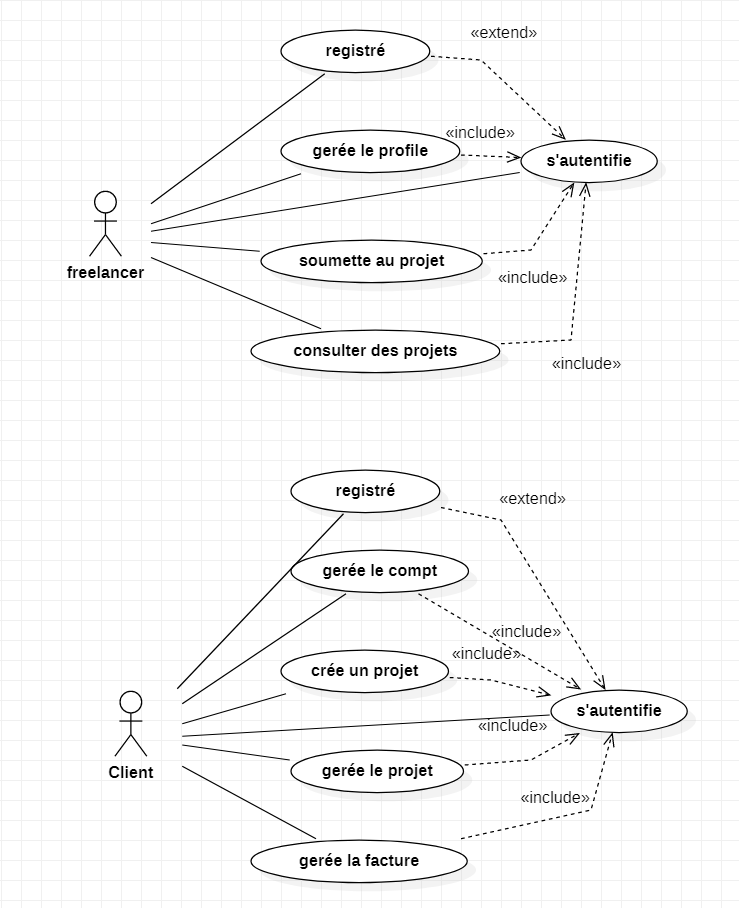 «extend»
registré
«include»
gerée le profile
s'autentifie
freelancer
soumette au projet
«include»
consulter des projets
«include»
registré
«extend»
gerée le compt
«include»
«include»
crée un projet
s'autentifie
«include»
Client
gerée le projet
«include»
gerée la facture